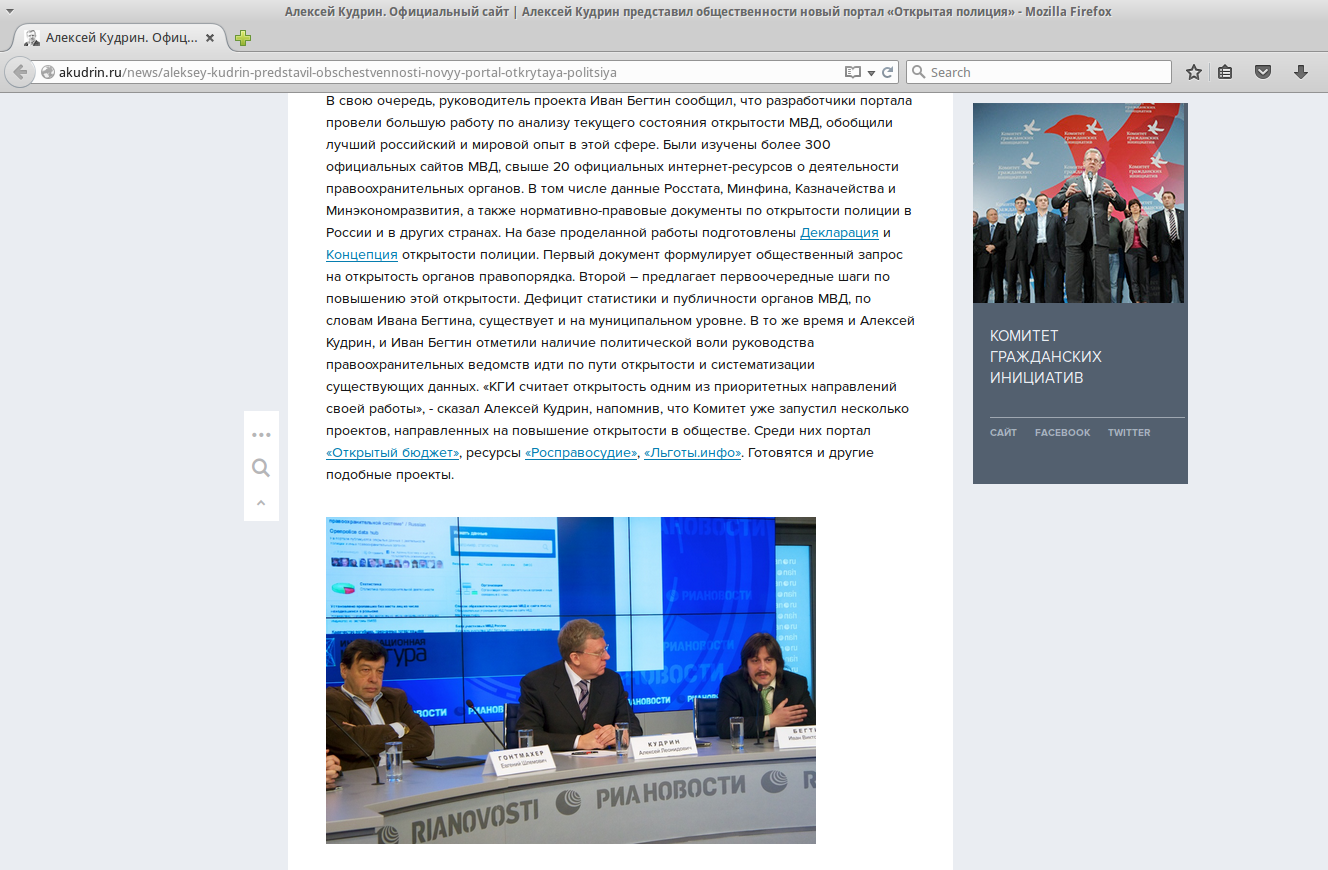 Алексей Кудрин. Официальный сайт | Алексей Кудрин представил общественности новый портал «Открытая полиция» - Mozilla Firefox
Алексей Кудрин. Офиц...
akudrin.ru/news/aleksey-kudrin-predstavil-obschestvennosti-novyy-portal-otkrytaya-politsiya
Search
В свою очередь, руководитель проекта Иван Бегтин сообщил, что разработчики портала
провели большую работу по анализу текущего состояния открытости МВД, обобщили
лучший российский и мировой опыт в этой сфере. Были изучены более 300
официальных сайтов МВД, свыше 20 официальных интернет-ресурсов о деятельности
правоохранительных органов. В том числе данные Росстата, Минфина, Казначейства и
Минэкономразвития, а также нормативно-правовые документы по открытости полиции в
России и в других странах. На базе проделанной работы подготовлены Декларация и
Концепция открытости полиции. Первый документ формулирует общественный запрос
на открытость органов правопорядка. Второй – предлагает первоочередные шаги по
повышению этой открытости. Дефицит статистики и публичности органов МВД, по
словам Ивана Бегтина, существует и на муниципальном уровне. В то же время и Алексей
Кудрин, и Иван Бегтин отметили наличие политической воли руководства
правоохранительных ведомств идти по пути открытости и систематизации
существующих данных. «КГИ считает открытость одним из приоритетных направлений
своей работы», - сказал Алексей Кудрин, напомнив, что Комитет уже запустил несколько
проектов, направленных на повышение открытости в обществе. Среди них портал
«Открытый бюджет», ресурсы «Росправосудие», «Льготы.инфо». Готовятся и другие
подобные проекты.
РИАНОВОСТИ
ГОНТМАХЕР
Евгений Шлемович
КУДРИН
Алексей Леонидович
БЕГТ
Иван Викт
RIANOVOSTI РИАНОВОСТИ R
Комитет гражданских инициатив
КОМИТЕТ
ГРАЖДАНСКИХ
ИНИЦИАТИВ
САЙТ FACEBOOK TWITTER